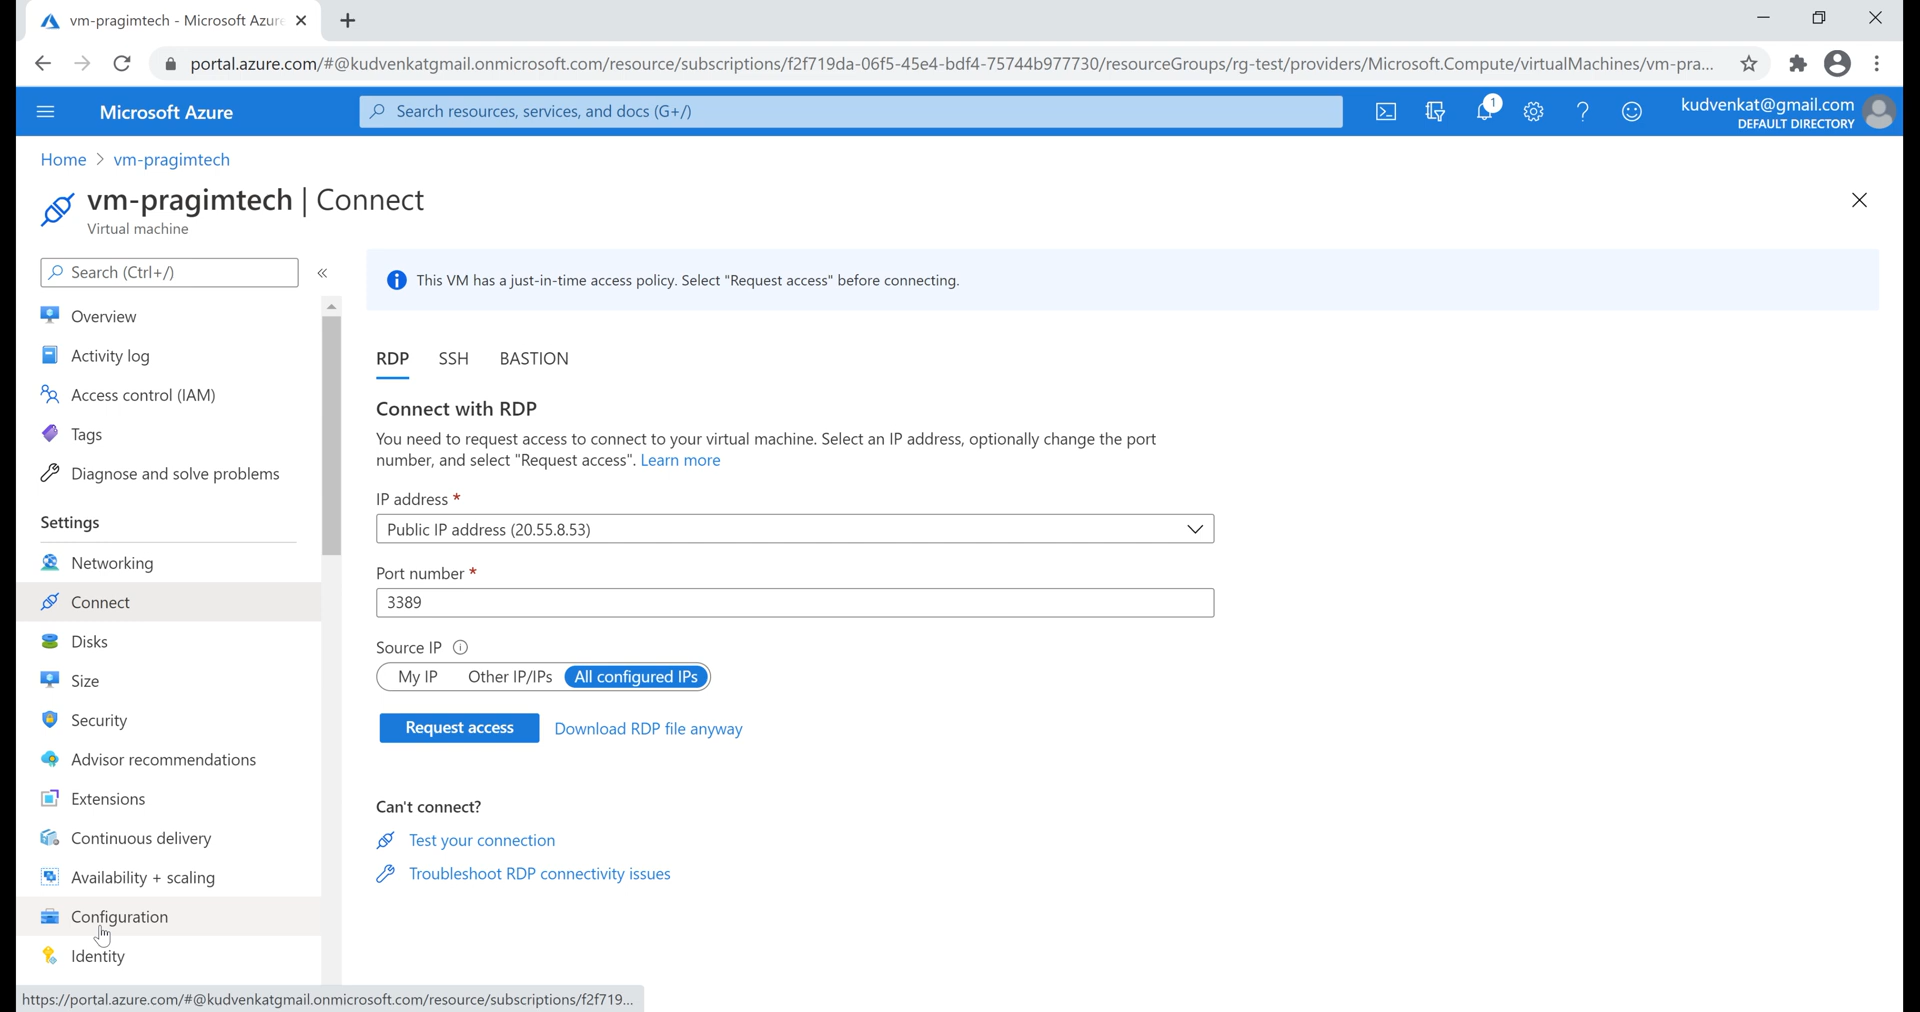 vm-pragimtech - Microsoft Azure
portal.azure.com/#@kudvenkatgmail.onmicrosoft.com/resource/subscriptions/f2f719da-06f5-45e4-bdf4-75744b977730/resourceGroups/rg-test/providers/Microsoft.Compute/virtualMachines/vm-pra...
Microsoft Azure
Search resources, services, and docs (G+/)
1
kudvenkat@gmail.com
DEFAULT DIRECTORY
Home > vm-pragimtech
vm-pragimtech | Connect
Virtual machine
Search (Ctrl+/)
«
Overview
Activity log
Access control (IAM)
Tags
Diagnose and solve problems
Settings
Networking
Connect
Disks
Size
Security
Advisor recommendations
Extensions
Continuous delivery
Availability + scaling
Configuration
Identity
This VM has a just-in-time access policy. Select "Request access" before connecting.
RDP SSH BASTION
Connect with RDP
You need to request access to connect to your virtual machine. Select an IP address, optionally change the port
number, and select "Request access". Learn more
IP address *
Public IP address (20.55.8.53)
Port number *
3389
Source IP
My IP Other IP/IPs All configured IPs
Request access Download RDP file anyway
Can't connect?
Test your connection
Troubleshoot RDP connectivity issues
https://portal.azure.com/#@kudvenkatgmail.onmicrosoft.com/resource/subscriptions/f2f719...